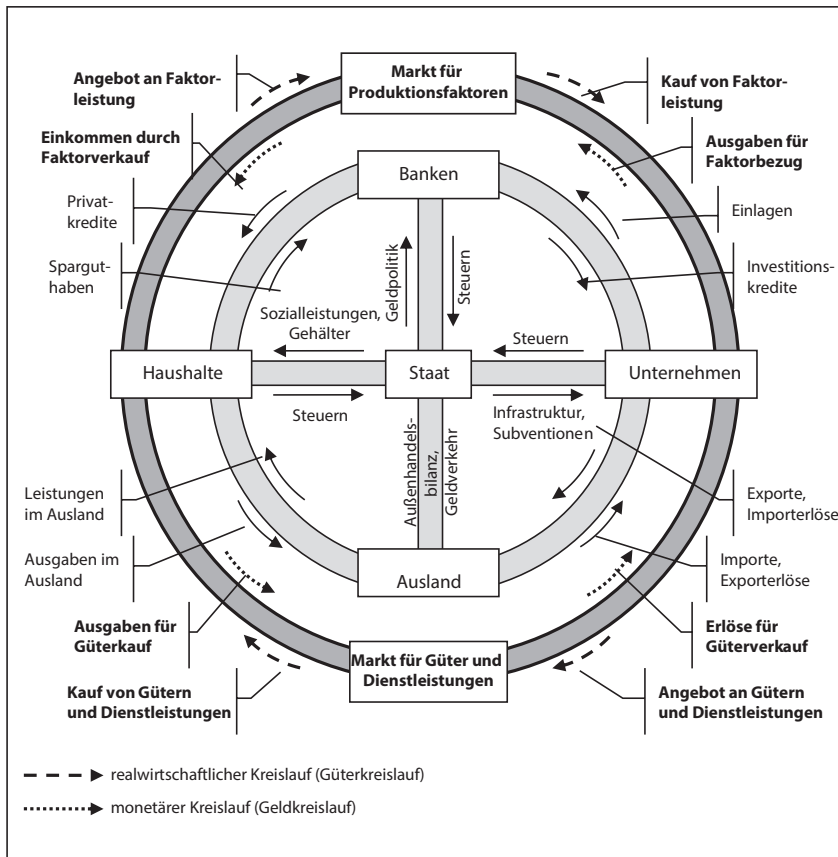 Angebot an Faktor-
leistung
Markt für
Produktionsfaktoren
Kauf von Faktor-
leistung
Einkommen durch
Faktorverkauf
Ausgaben für
Faktorbezug
Banken
Privat-
kredite
Einlagen
Spargut-
haben
Investitions-
kredite
Geldpolitik
Steuern
Sozialleistungen,
Gehälter
Steuern
Haushalte
Staat
Unternehmen
Steuern
Infrastruktur,
Subventionen
Außenhandels-
bilanz,
Geldverkehr
Leistungen
im Ausland
Exporte,
Importerlöse
Ausgaben im
Ausland
Importe,
Exporterlöse
Ausland
Ausgaben für
Güterkauf
Erlöse für
Güterverkauf
Markt für Güter und
Dienstleistungen
Kauf von Gütern
und Dienstleistungen
Angebot an Gütern
und Dienstleistungen
realwirtschaftlicher Kreislauf (Güterkreislauf)
monetärer Kreislauf (Geldkreislauf)